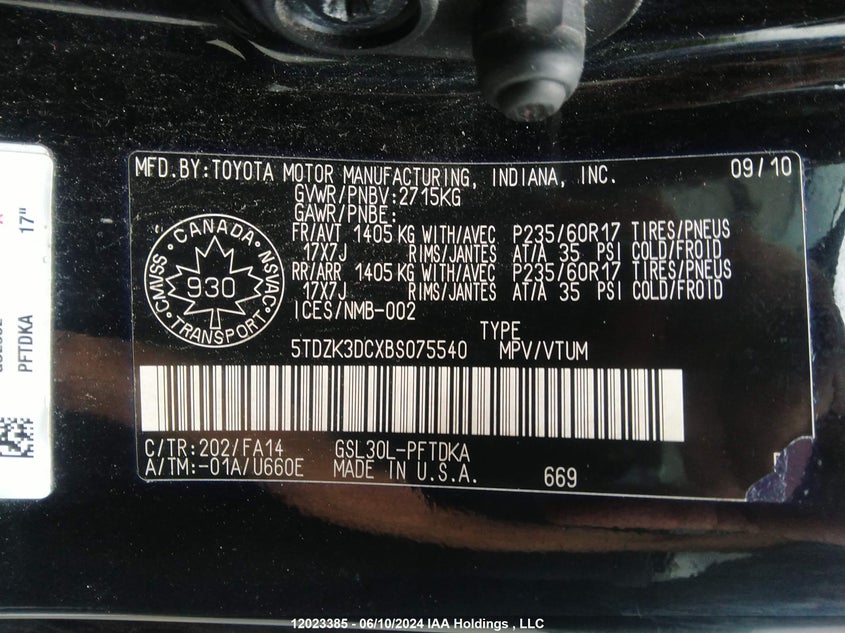 MFD.BY:TOYOTA MOTOR MANUFACTURING, INDIANA, INC. 09/10
GVWR/PNBV:2715KG
GAWR/PNBE:
FR/AVT 1405 KG WITH/AVEC P235/60R17 TIRES/PNEUS
17X7J RIMS/JANTES AT/A 35 PSI COLD/FROID
RR/ARR 1405 KG WITH/AVEC P235/60R17 TIRES/PNEUS
17X7J RIMS/JANTES AT/A 35 PSI COLD/FROID
ICES/NMB-002
CANADA
CMVSS · NSVAC
930
TRANSPORT
TYPE
5TDZK3DCXBS075540 MPV/VTUM
C/TR:202/FA14 GSL30L-PFTDKA
A/TM:-01A/U660E MADE IN U.S.A. 669
17"
PFTDKA
12023385 - 06/10/2024 IAA Holdings , LLC